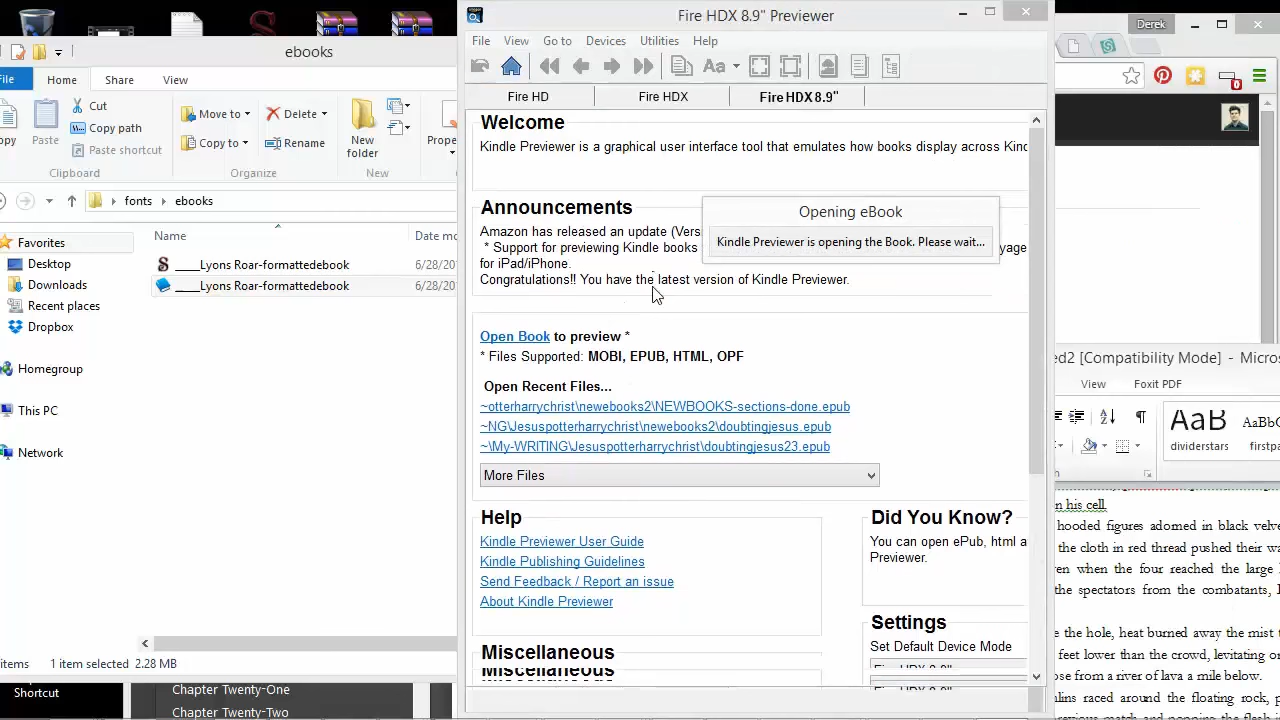 Derek
ebooks
File
Home
Share
View
Cut
Copy path
Paste
Paste shortcut
Clipboard
Move to
Copy to
Delete
Rename
Organize
New
folder
New
fonts
ebooks
Name
Date mo
Favorites
Desktop
Downloads
Recent places
Dropbox
Homegroup
This PC
Network
____Lyons Roar-formattedebook
6/28/20
____Lyons Roar-formattedebook
6/28/20
items
1 item selected
2.28 MB
Shortcut
Chapter Twenty-One
Chapter Twenty-Two
Fire HDX 8.9" - Previewer
File
View
Go to
Devices
Utilities
Help
Aa
Fire HD
Fire HDX
Fire HDX 8.9"
Welcome
Kindle Previewer is a graphical user interface tool that emulates how books display across Kind
Announcements
Amazon has released an update (Vers
* Support for previewing Kindle books
for iPad/iPhone.
Congratulations!! You have the latest version of Kindle Previewer.
Opening eBook
Kindle Previewer is opening the Book. Please wait...
Open Book to preview *
* Files Supported: MOBI, EPUB, HTML, OPF
Open Recent Files...
~otterharrychrist\newebooks2\NEWBOOKS-sections-done.epub
~NG\Jesuspotterharrychrist\newebooks2\doubtingjesus.epub
~\My-WRITING\Jesuspotterharrychrist\doubtingjesus23.epub
More Files
Help
Kindle Previewer User Guide
Kindle Publishing Guidelines
Send Feedback / Report an issue
About Kindle Previewer
Did You Know?
You can open ePub, html a
Previewer.
Settings
Set Default Device Mode
Miscellaneous
ed2 [Compatibility Mode] - Micros
View
Foxit PDF
AaB
AaBbC
dividerstars
firstpa
n his cell.
hooded figures adorned in black velve
the cloth in red thread pushed their wa
en when the four reached the large
the spectators from the combatants,
e the hole, heat burned away the mist
feet lower than the crowd, levitating or
ose from a river of lava a mile below.
lins raced around the floating rock, p